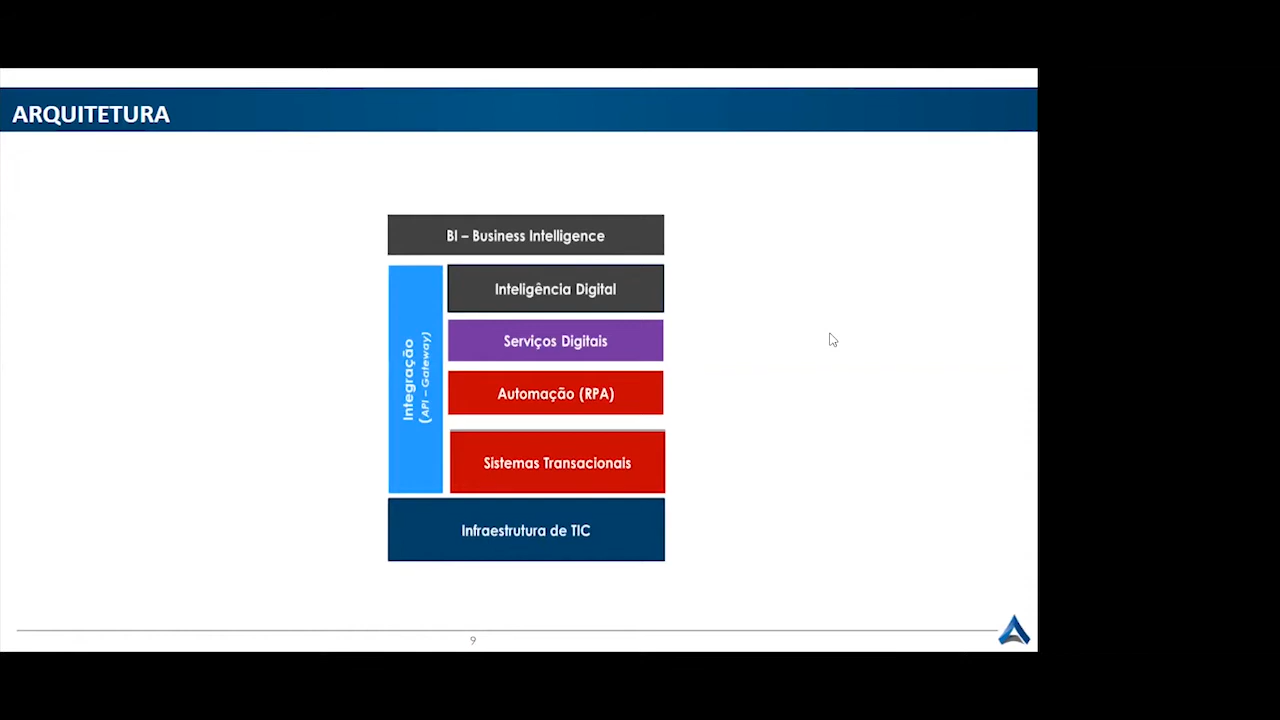 ARQUITETURA
BI – Business Intelligence
Integração
(API – Gateway)
Inteligência Digital
Serviços Digitais
Automação (RPA)
Sistemas Transacionais
Infraestrutura de TIC
9